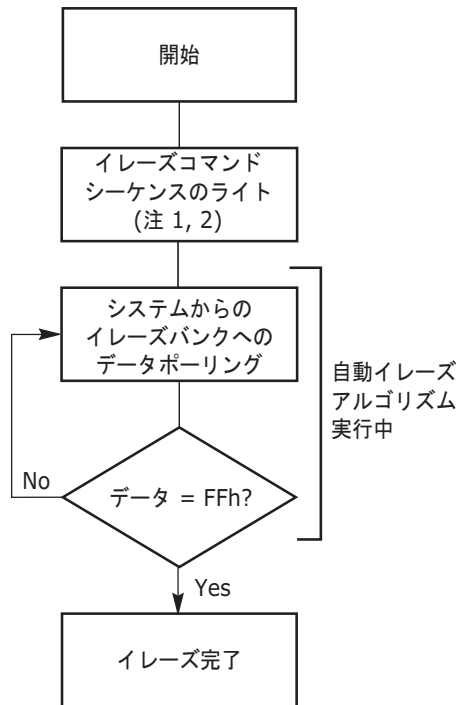 開始
イレーズコマンド
シーケンスのライト
(注 1, 2)
システムからの
イレーズバンクへの
データポーリング
自動イレーズ
アルゴリズム
実行中
No
データ = FFh?
Yes
イレーズ完了